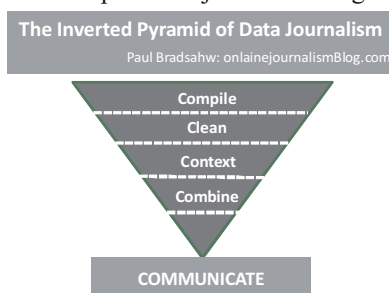 The Inverted Pyramid of Data Journalism
Paul Bradsahw: onlainejournalismBlog.com
Compile
Clean
Context
Combine
COMMUNICATE